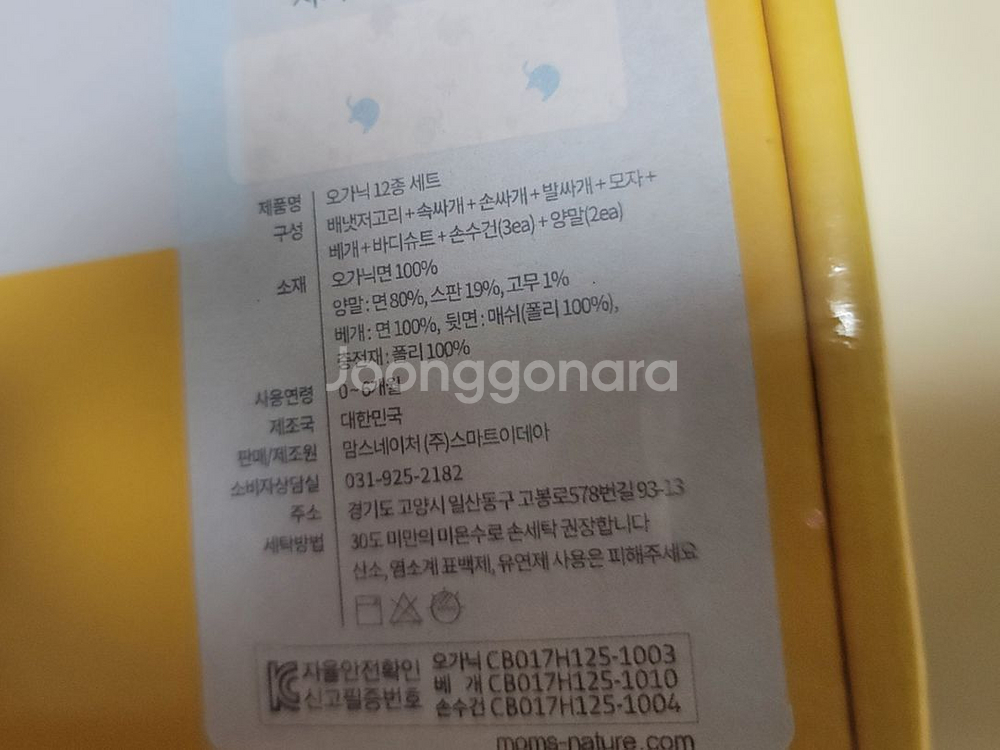 제품명 오가닉 12종 세트
구성 배냇저고리 + 속싸개 + 손싸개 + 발싸개 + 모자 +
베개 + 바디슈트 + 손수건(3ea) + 양말(2ea)
소재 오가닉면 100%
양말 : 면 80%, 스판 19%, 고무 1%
베개 : 면 100%, 뒷면 : 매쉬(폴리 100%),
충전재 : 폴리 100%
Joonggonara
사용연령 0~6개월
제조국 대한민국
판매/제조원 맘스네이처 (주)스마트이데아
소비자상담실 031-925-2182
주소 경기도 고양시 일산동구 고봉로578번길 93-13
세탁방법 30도 미만의 미온수로 손세탁 권장합니다
산소, 염소계 표백제, 유연제 사용은 피해주세요
자율안전확인 신고필증번호
오가닉 CB017H125-1003
베 개 CB017H125-1010
손수건 CB017H125-1004
moms-nature.com